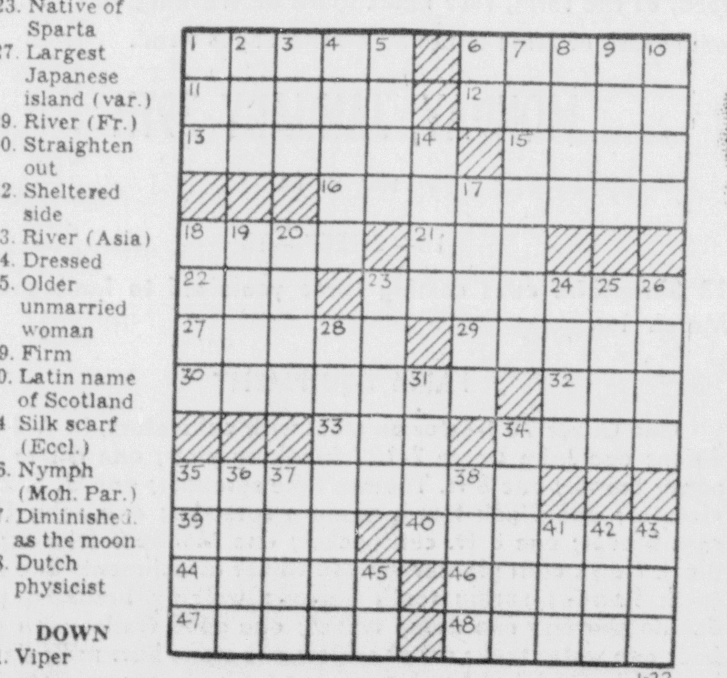 23. Native of
Sparta
27. Largest
Japanese
island (var.)
9. River (Fr.)
0. Straighten
out
2. Sheltered
side
3. River (Asia)
4. Dressed
5. Older
unmarried
woman
9. Firm
0. Latin name
of Scotland
4 Silk scarf
(Eccl.)
6. Nymph
(Moh. Par.)
7. Diminished.
as the moon
8. Dutch
physicist
DOWN
1. Viper
1 2 3 4 5 6 7 8 9 10
11 12
13 14 15
16 17
18 19 20 21
22 23 24 25 26
27 28 29
30 31 32
33 34
35 36 37 38
39 40 41 42 43
44 45 46
47 48